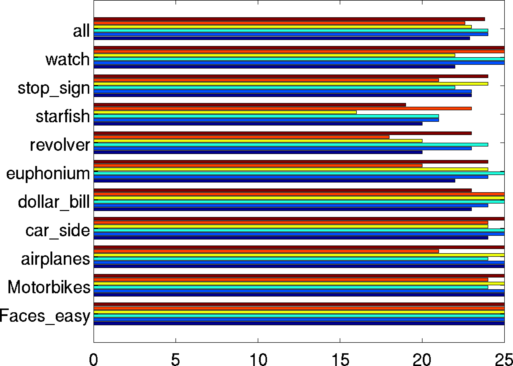 all
watch
stop_sign
starfish
revolver
euphonium
dollar_bill
car_side
airplanes
Motorbikes
Faces_easy
0 5 10 15 20 25